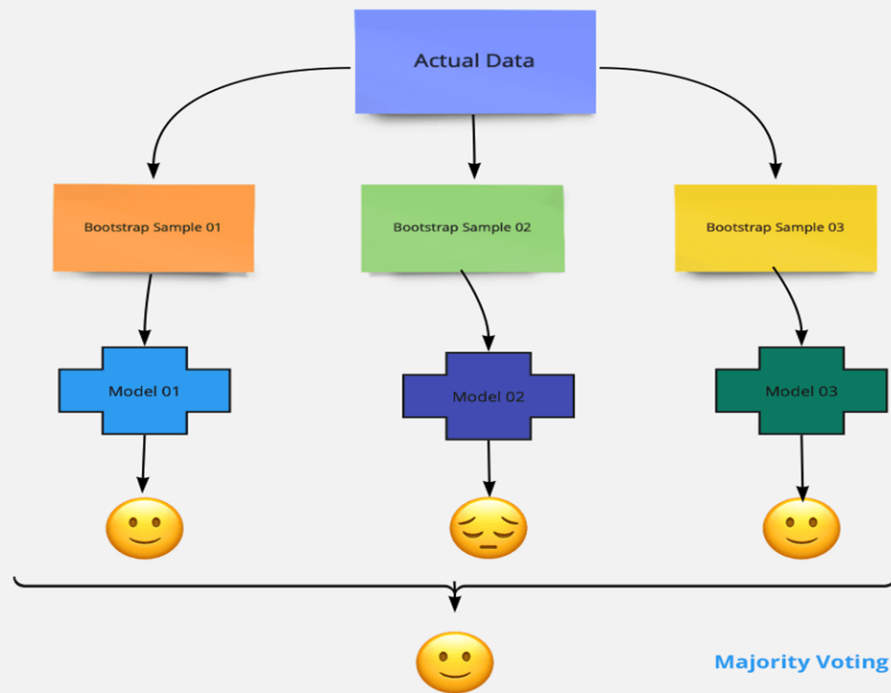 Actual Data
Bootstrap Sample 01
Bootstrap Sample 02
Bootstrap Sample 03
Model 01
Model 02
Model 03
Majority Voting